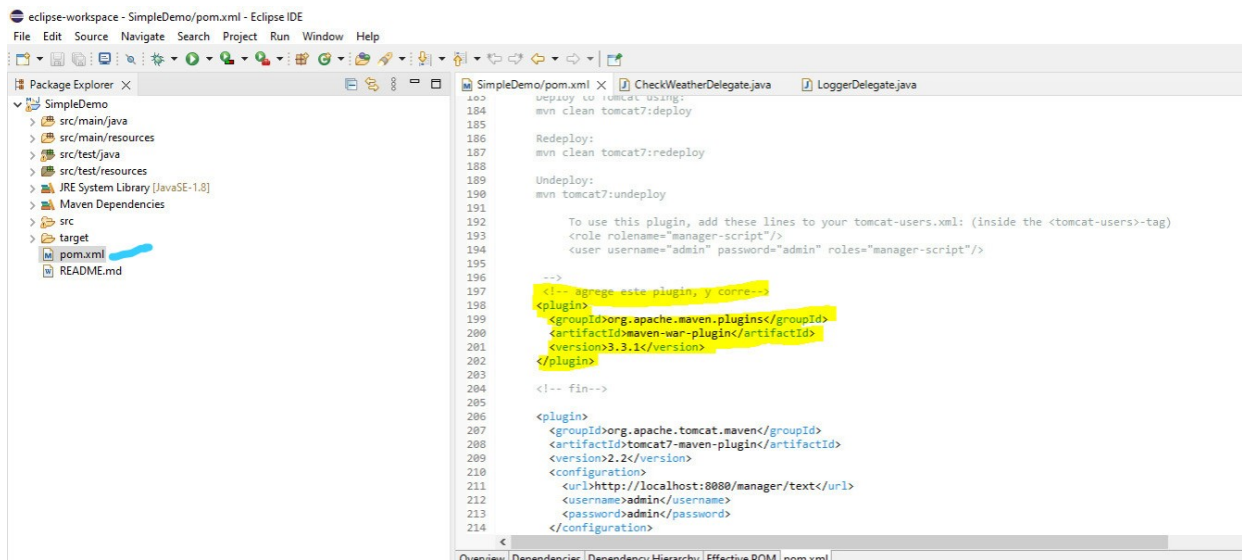 eclipse-workspace - SimpleDemo/pom.xml - Eclipse IDE
File Edit Source Navigate Search Project Run Window Help
Package Explorer
SimpleDemo
src/main/java
src/main/resources
src/test/java
src/test/resources
JRE System Library [JavaSE-1.8]
Maven Dependencies
src
target
pom.xml
README.md
SimpleDemo/pom.xml CheckWeatherDelegate.java LoggerDelegate.java
183 Deploy to Tomcat using:
184 mvn clean tomcat7:deploy
185
186 Redeploy:
187 mvn clean tomcat7:redeploy
188
189 Undeploy:
190 mvn tomcat7:undeploy
191
192 To use this plugin, add these lines to your tomcat-users.xml: (inside the <tomcat-users>-tag)
193 <role rolename="manager-script"/>
194 <user username="admin" password="admin" roles="manager-script"/>
195
196 -->
197 <!-- agrege este plugin, y corre-->
198 <plugin>
199 <groupId>org.apache.maven.plugins</groupId>
200 <artifactId>maven-war-plugin</artifactId>
201 <version>3.3.1</version>
202 </plugin>
203
204 <!-- fin-->
205
206 <plugin>
207 <groupId>org.apache.tomcat.maven</groupId>
208 <artifactId>tomcat7-maven-plugin</artifactId>
209 <version>2.2</version>
210 <configuration>
211 <url>http://localhost:8080/manager/text</url>
212 <username>admin</username>
213 <password>admin</password>
214 </configuration>
Overview Dependencies Dependency Hierarchy Effective POM pom.xml